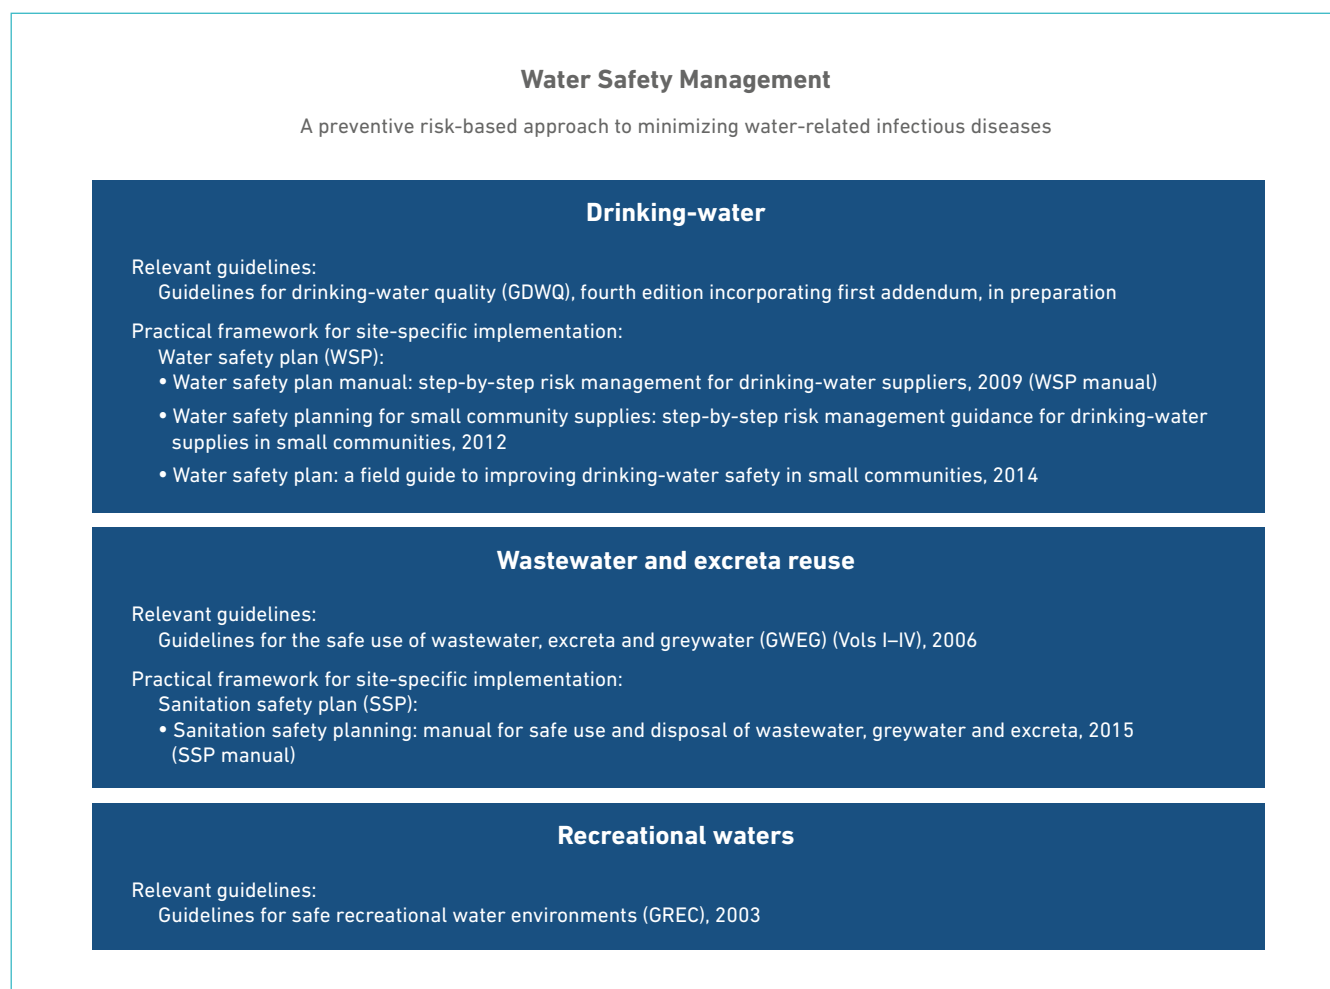 Water Safety Management
A preventive risk-based approach to minimizing water-related infectious diseases
Drinking-water
Relevant guidelines:
Guidelines for drinking-water quality (GDWQ), fourth edition incorporating first addendum, in preparation
Practical framework for site-specific implementation:
Water safety plan (WSP):
• Water safety plan manual: step-by-step risk management for drinking-water suppliers, 2009 (WSP manual)
• Water safety planning for small community supplies: step-by-step risk management guidance for drinking-water
supplies in small communities, 2012
• Water safety plan: a field guide to improving drinking-water safety in small communities, 2014
Wastewater and excreta reuse
Relevant guidelines:
Guidelines for the safe use of wastewater, excreta and greywater (GWEG) (Vols I–IV), 2006
Practical framework for site-specific implementation:
Sanitation safety plan (SSP):
• Sanitation safety planning: manual for safe use and disposal of wastewater, greywater and excreta, 2015
(SSP manual)
Recreational waters
Relevant guidelines:
Guidelines for safe recreational water environments (GREC), 2003